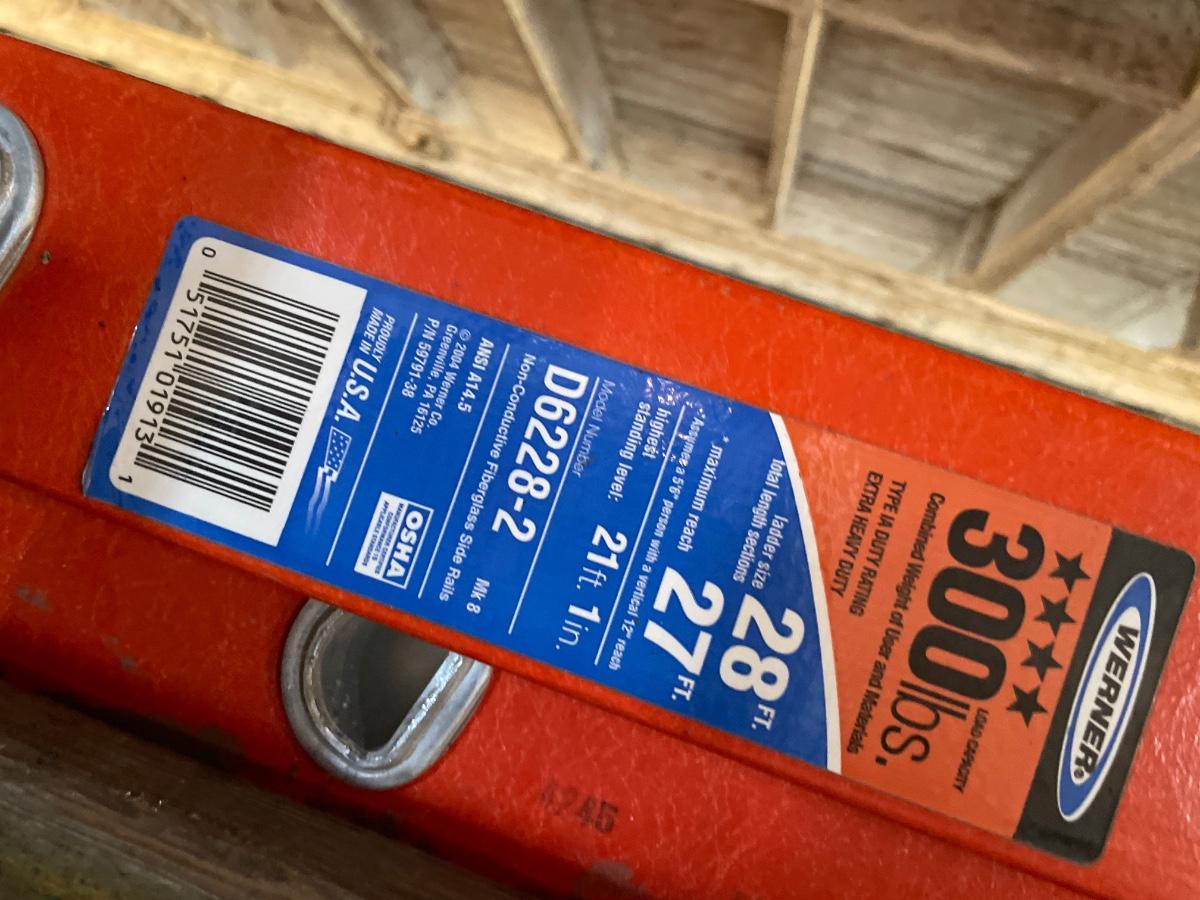 WERNER®
★★★★
300 lbs.
LOAD CAPACITY
Combined Weight of User and Materials
TYPE IA DUTY RATING
EXTRA HEAVY DUTY
ladder size 28 FT.
total length sections
* maximum reach 27 FT.
*Assumes a 5'6" person with a vertical 12" reach
highest
standing level: 21 ft. 1 in.
Model Number
D6228-2
Mk 8
Non-Conductive Fiberglass Side Rails
ANSI A14.5
© 2004 Werner Co.
Greenville, PA 16125
P/N 59791-38
OSHA
PROUDLY
MADE IN U.S.A.
0 51751 01913 1
4245